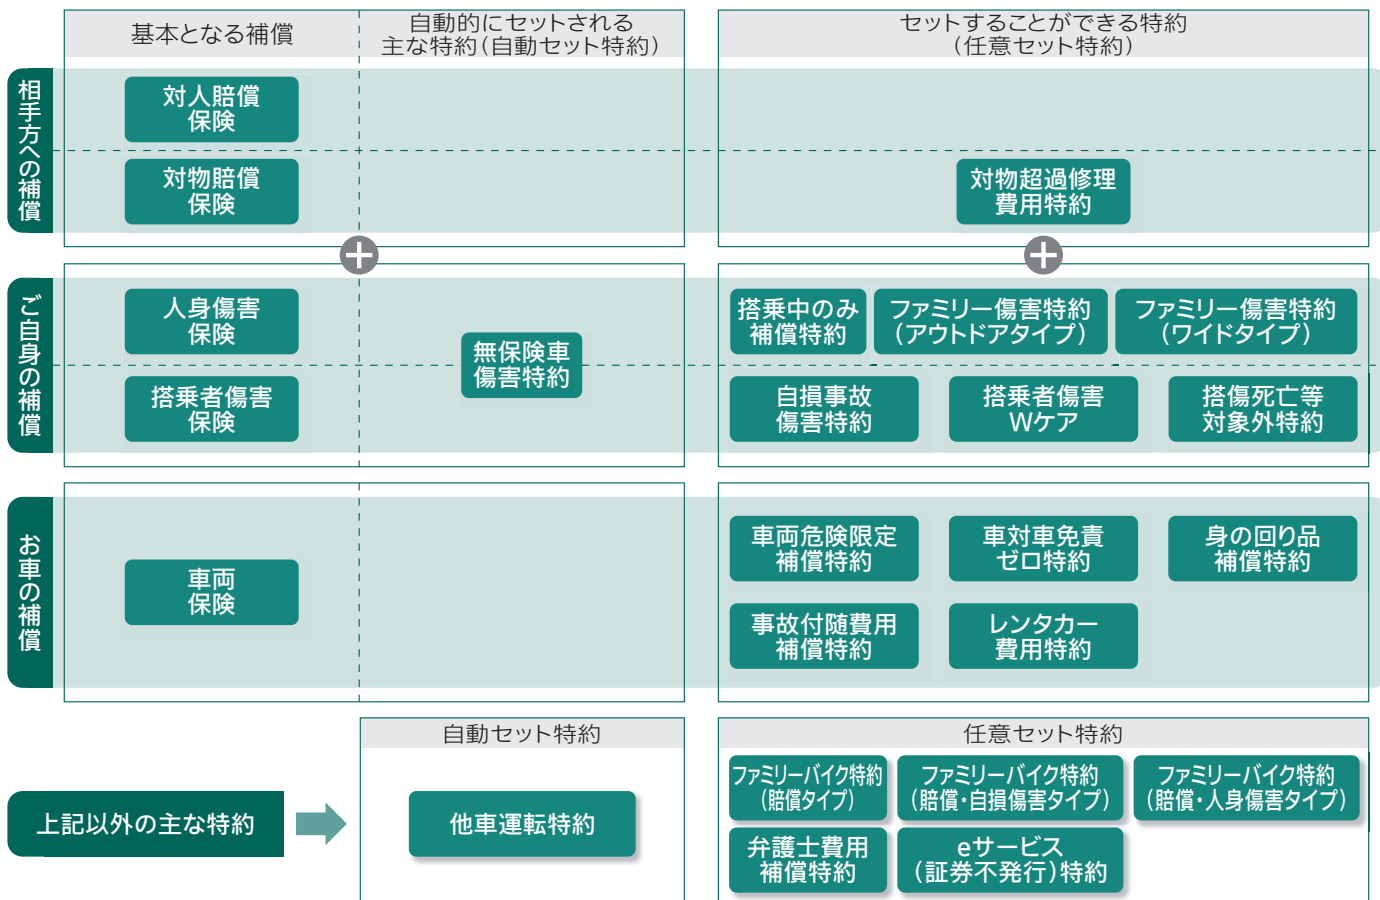 基本となる補償
自動的にセットされる
主な特約(自動セット特約)
セットすることができる特約
(任意セット特約)
相手方への補償
対人賠償
保険
対物賠償
保険
対物超過修理
費用特約
ご自身の補償
人身傷害
保険
搭乗者傷害
保険
無保険車
傷害特約
搭乗中のみ
補償特約
ファミリー傷害特約
(アウトドアタイプ)
ファミリー傷害特約
(ワイドタイプ)
自損事故
傷害特約
搭乗者傷害
Wケア
搭傷死亡等
対象外特約
お車の補償
車両
保険
車両危険限定
補償特約
車対車免責
ゼロ特約
身の回り品
補償特約
事故付随費用
補償特約
レンタカー
費用特約
上記以外の主な特約
自動セット特約
他車運転特約
任意セット特約
ファミリーバイク特約
(賠償タイプ)
ファミリーバイク特約
(賠償・自損傷害タイプ)
ファミリーバイク特約
(賠償・人身傷害タイプ)
弁護士費用
補償特約
eサービス
(証券不発行)特約